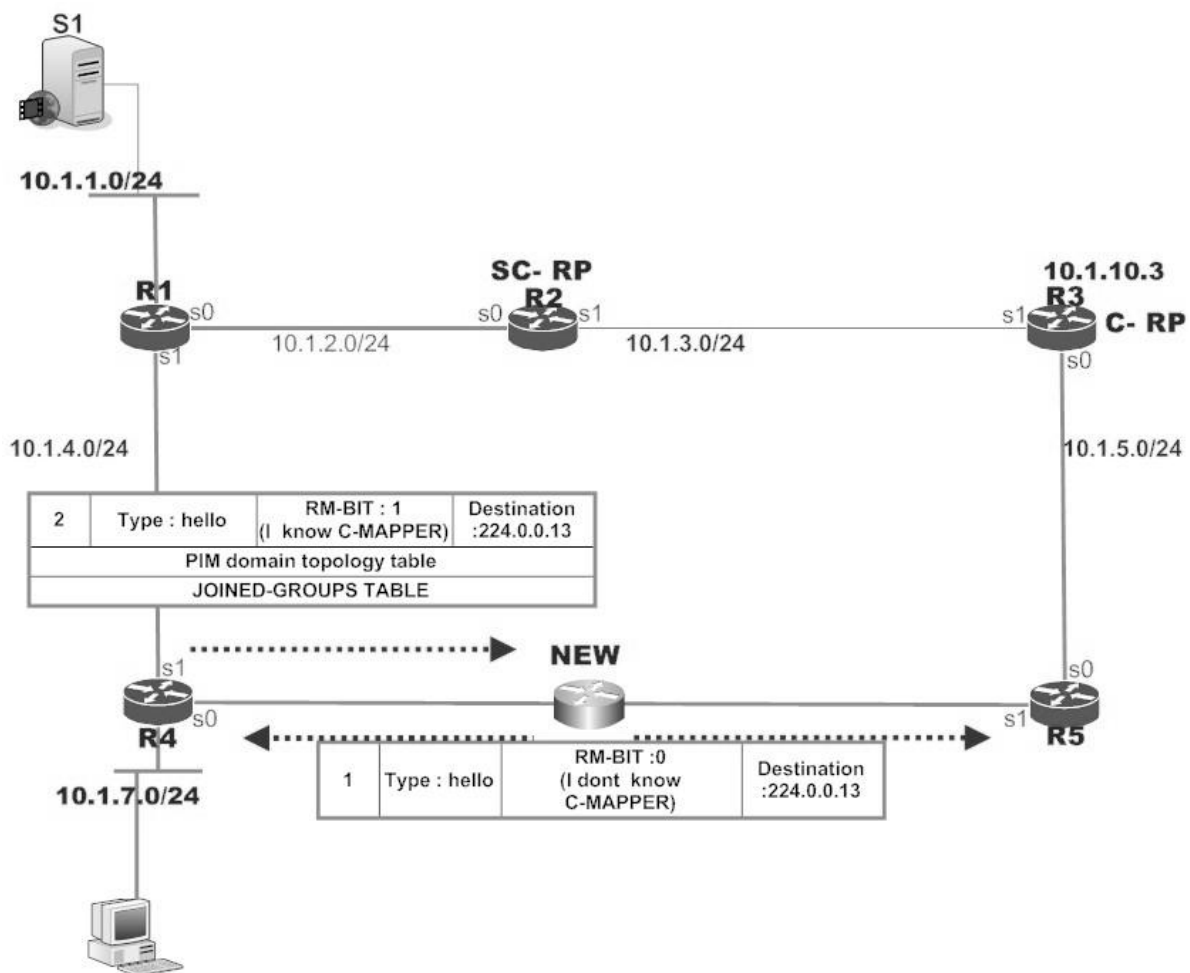 S1
10.1.1.0/24
R1
s0
s1
10.1.2.0/24
SC- RP
R2
s0
s1
10.1.3.0/24
10.1.10.3
R3
s1
C- RP
s0
10.1.4.0/24
10.1.5.0/24
2
Type : hello
RM-BIT : 1
(I know C-MAPPER)
Destination
:224.0.0.13
PIM domain topology table
JOINED-GROUPS TABLE
s1
s0
R4
NEW
s0
s1
R5
1
Type : hello
RM-BIT :0
(I dont know
C-MAPPER)
Destination
:224.0.0.13
10.1.7.0/24